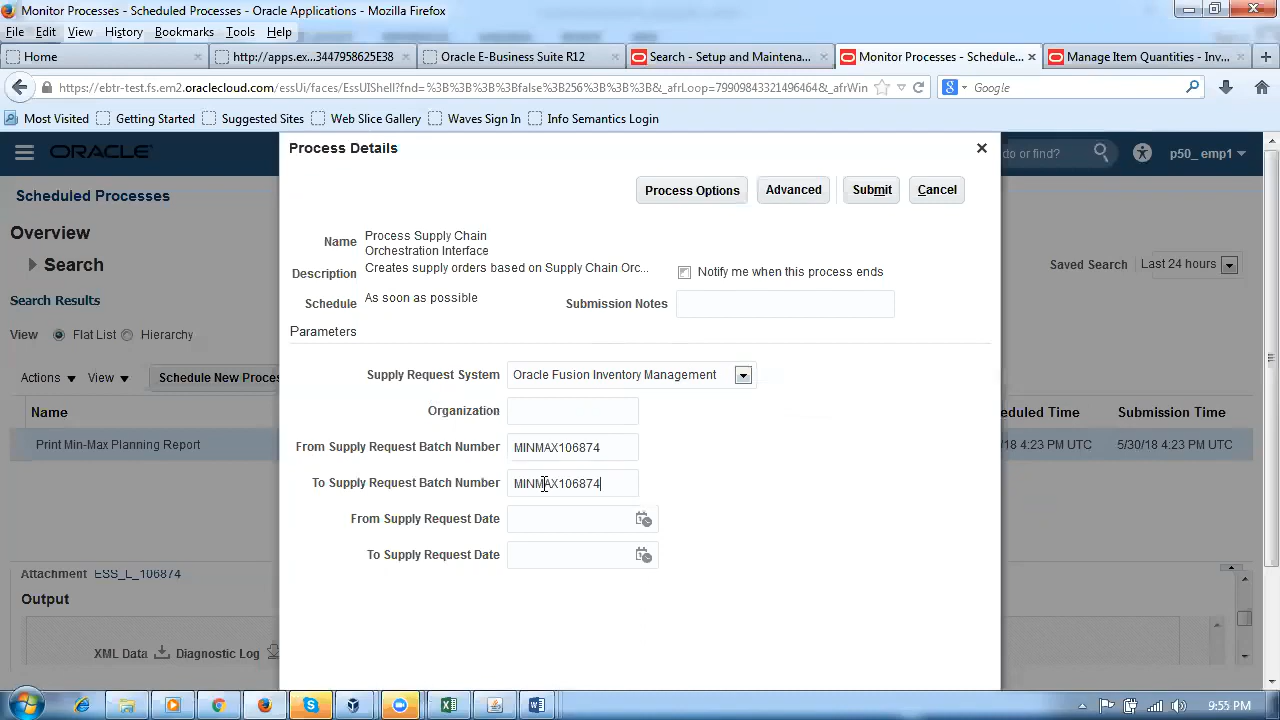 Monitor Processes - Scheduled Processes - Oracle Applications - Mozilla Firefox
File Edit View History Bookmarks Tools Help
Home http://apps.ex...3447958625E38 × Oracle E-Business Suite R12 × Search - Setup and Maintena... × Monitor Processes - Schedule... × Manage Item Quantities - Inv... × +
https://ebtr-test.fs.em2.oraclecloud.com/essUi/faces/EssUIShell?fnd=%3B%3B%3B%3Bfalse%3B256%3B%3B%3B&_afrLoop=79909843321496464&_afrWin Google
Most Visited Getting Started Suggested Sites Web Slice Gallery Waves Sign In Info Semantics Login
Process Details
ORACLE do or find? p50_emp1
Process Options Advanced Submit Cancel
Scheduled Processes
Overview
Search
Name Process Supply Chain
Orchestration Interface
Description Creates supply orders based on Supply Chain Orc... Notify me when this process ends
Saved Search Last 24 hours
Search Results
Schedule As soon as possible Submission Notes
View Flat List Hierarchy
Parameters
Actions View Schedule New Proces
Supply Request System Oracle Fusion Inventory Management
Name Organization eduled Time Submission Time
Print Min-Max Planning Report /18 4:23 PM UTC 5/30/18 4:23 PM UTC
From Supply Request Batch Number MINMAX106874
To Supply Request Batch Number MINMAX106874
From Supply Request Date
To Supply Request Date
Attachment ESS_L_106874
Output
XML Data Diagnostic Log
9:55 PM